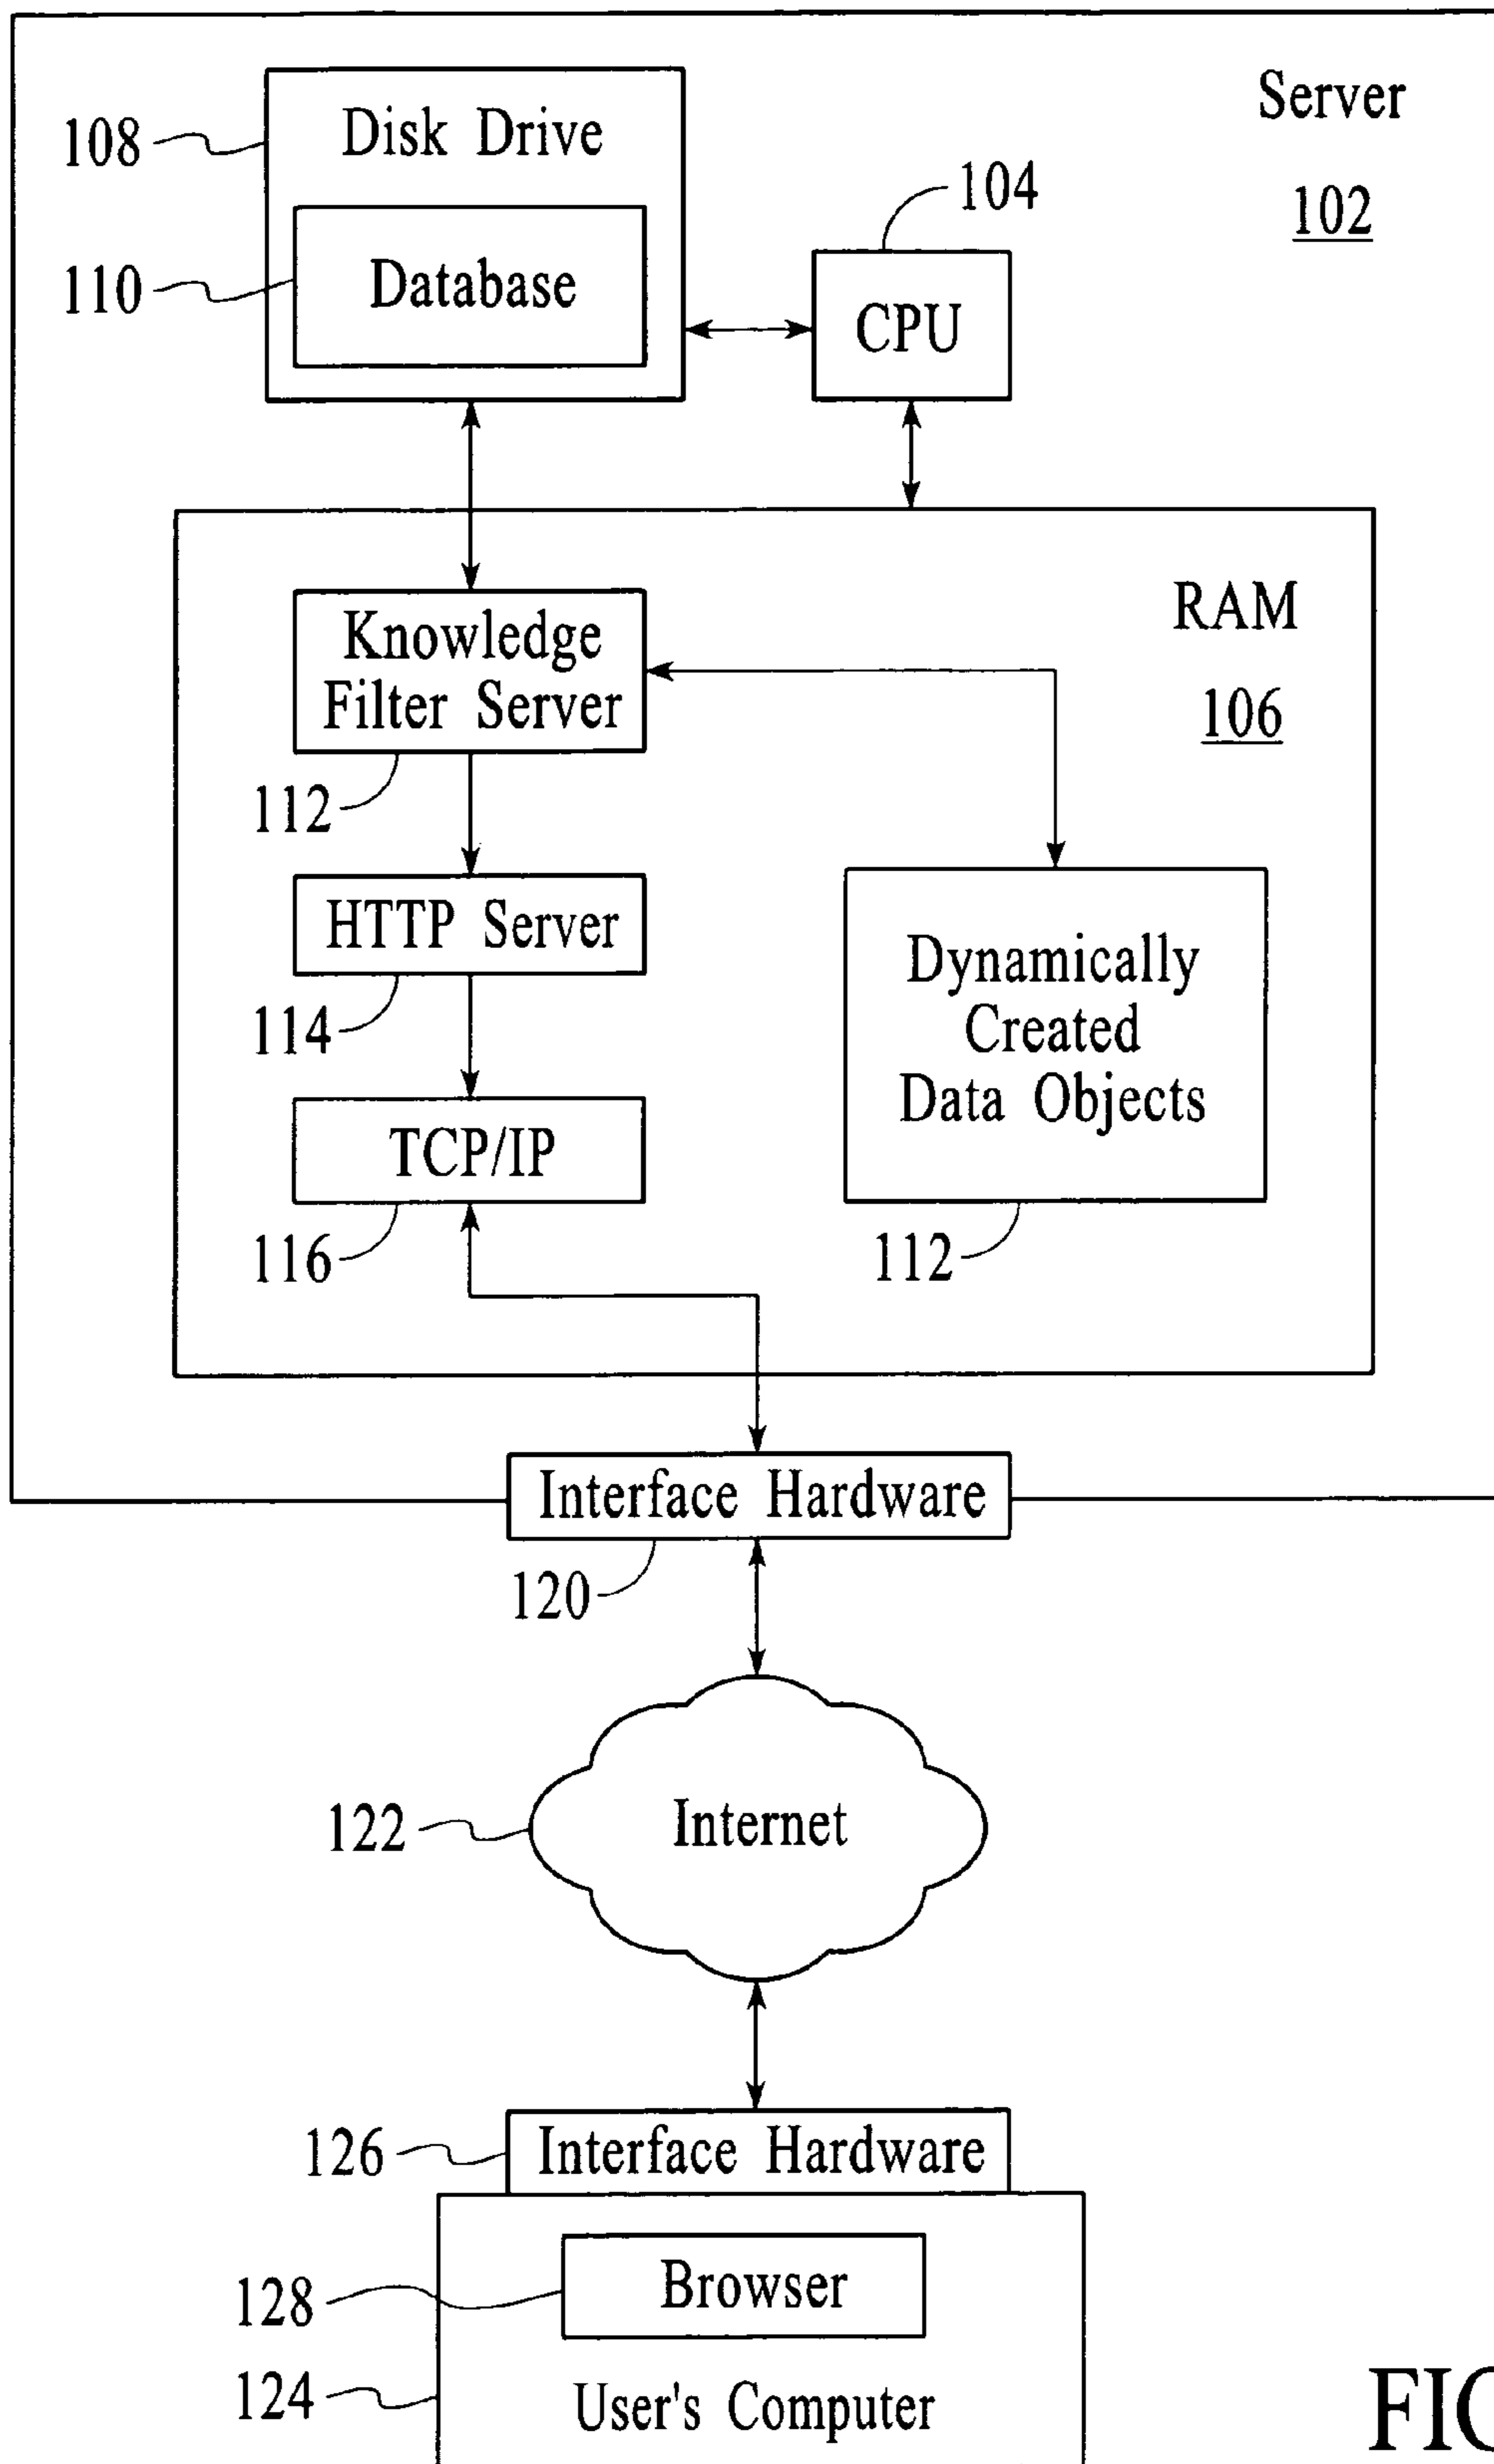 Server
102
108
Disk Drive
104
110
Database
CPU
RAM
106
Knowledge
Filter Server
112
HTTP Server
114
Dynamically
Created
Data Objects
TCP/IP
116
112
Interface Hardware
120
122
Internet
126
Interface Hardware
128
Browser
124
User's Computer